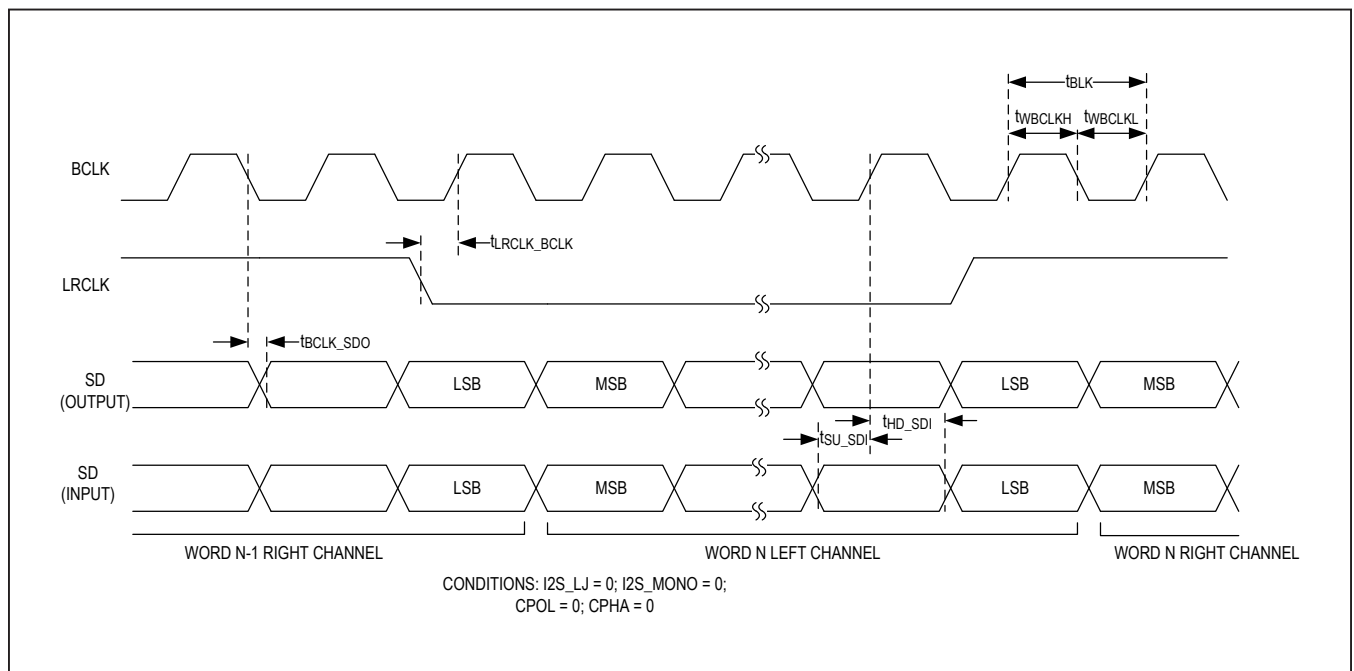 tBLK
tWBCLKH tWBCLKL
BCLK
tLRCLK_BCLK
LRCLK
tBCLK_SDO
SD
(OUTPUT)
LSB MSB LSB MSB
tHD_SDI
tSU_SDI
SD
(INPUT)
LSB MSB LSB MSB
WORD N-1 RIGHT CHANNEL WORD N LEFT CHANNEL WORD N RIGHT CHANNEL
CONDITIONS: I2S_LJ = 0; I2S_MONO = 0;
CPOL = 0; CPHA = 0